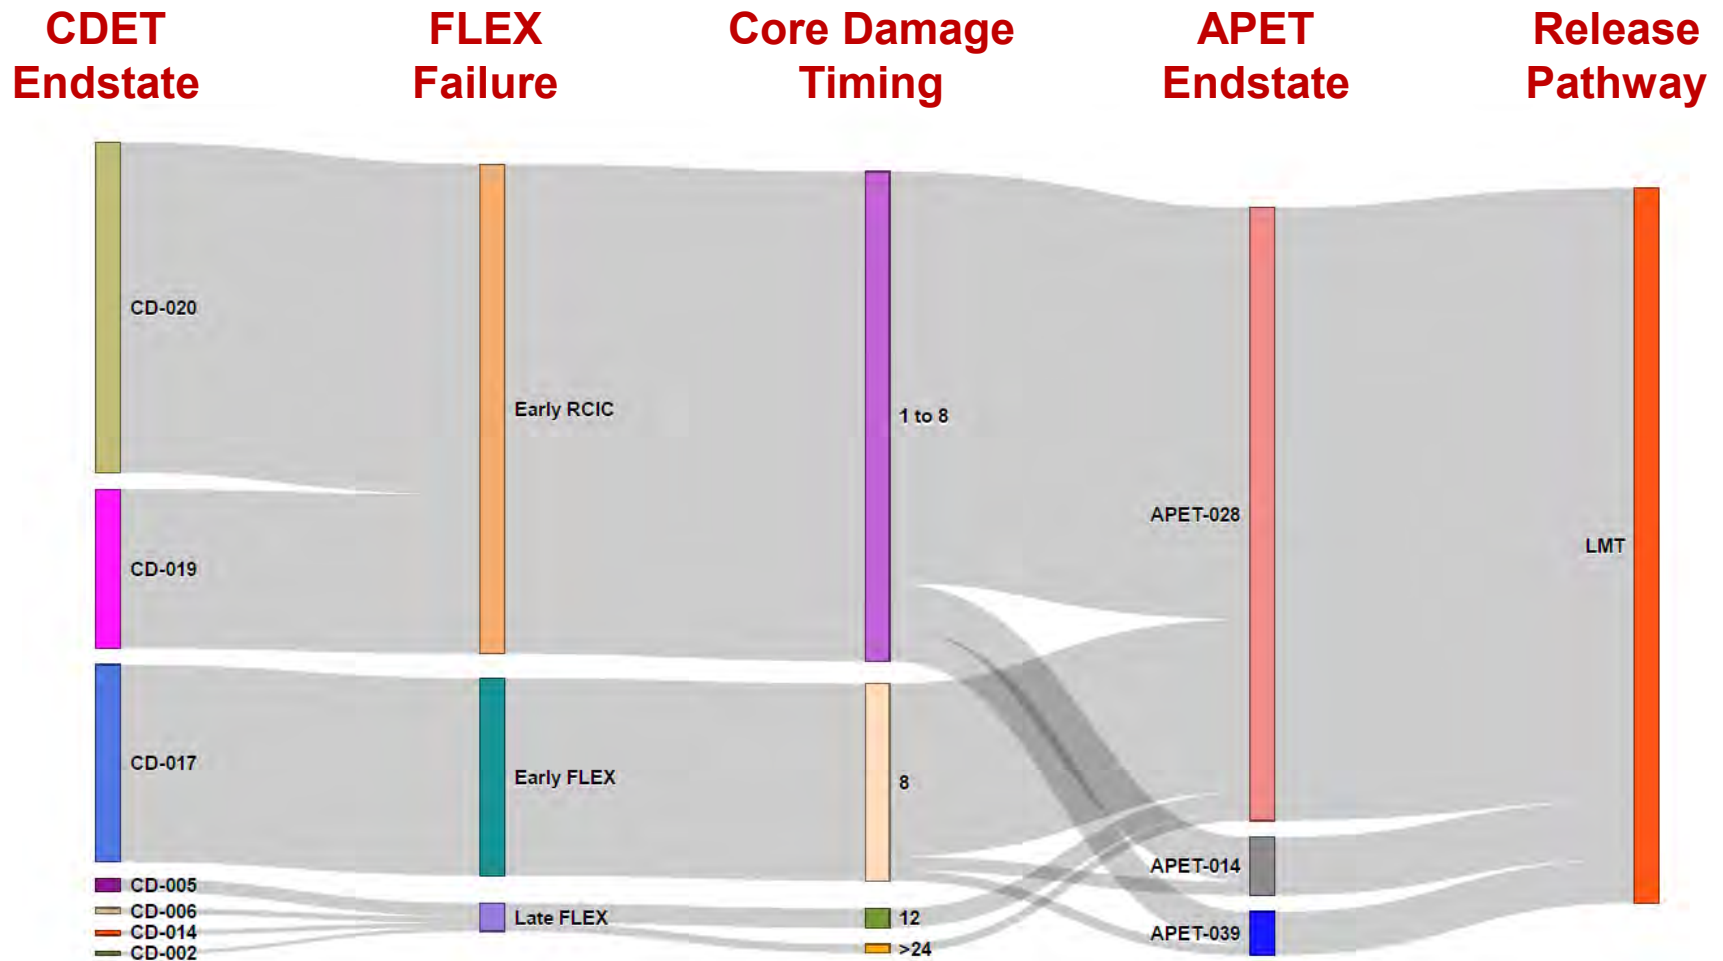 CDET
Endstate
FLEX
Failure
Core Damage
Timing
APET
Endstate
Release
Pathway
CD-020
CD-019
CD-017
CD-005
CD-006
CD-014
CD-002
Early RCIC
Early FLEX
Late FLEX
1 to 8
8
12
>24
APET-028
APET-014
APET-039
LMT